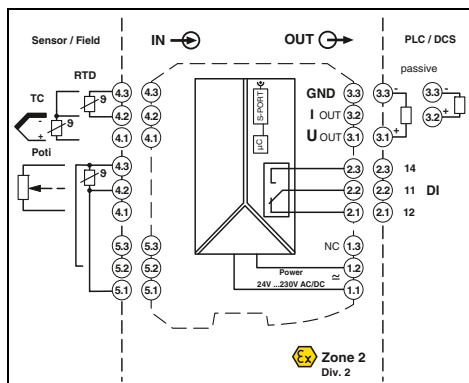 Sensor / Field
IN
OUT
PLC / DCS
RTD
TC
ϑ
-
+
ϑ
Poti
ϑ
4.3
4.2
4.1
4.3
4.2
4.1
5.3
5.2
5.1
4.3
4.2
4.1
5.3
5.2
5.1
S-PORT
µC
GND
I OUT
U OUT
3.3
3.2
3.1
2.3
2.2
2.1
NC
1.3
1.2
1.1
Power
24V ...230V AC/DC
≃
passive
3.3
-
3.1
+
3.3
-
3.2
+
2.3
14
2.2
11
DI
2.1
12
Ex
Zone 2
Div. 2